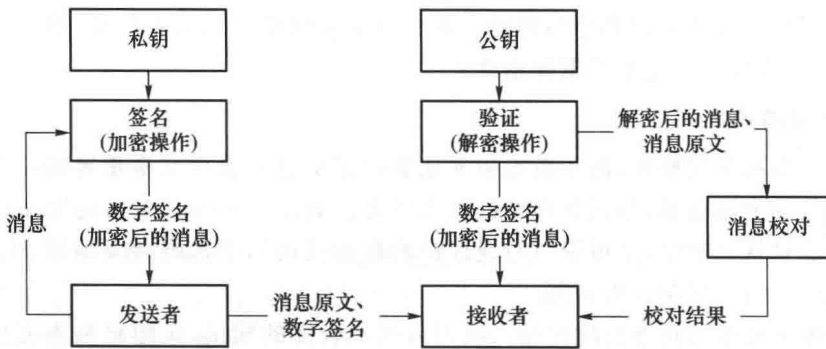 私钥
公钥
签名
(加密操作)
验证
(解密操作)
解密后的消息、
消息原文
消息
数字签名
(加密后的消息)
数字签名
(加密后的消息)
消息校对
发送者
消息原文、
数字签名
接收者
校对结果